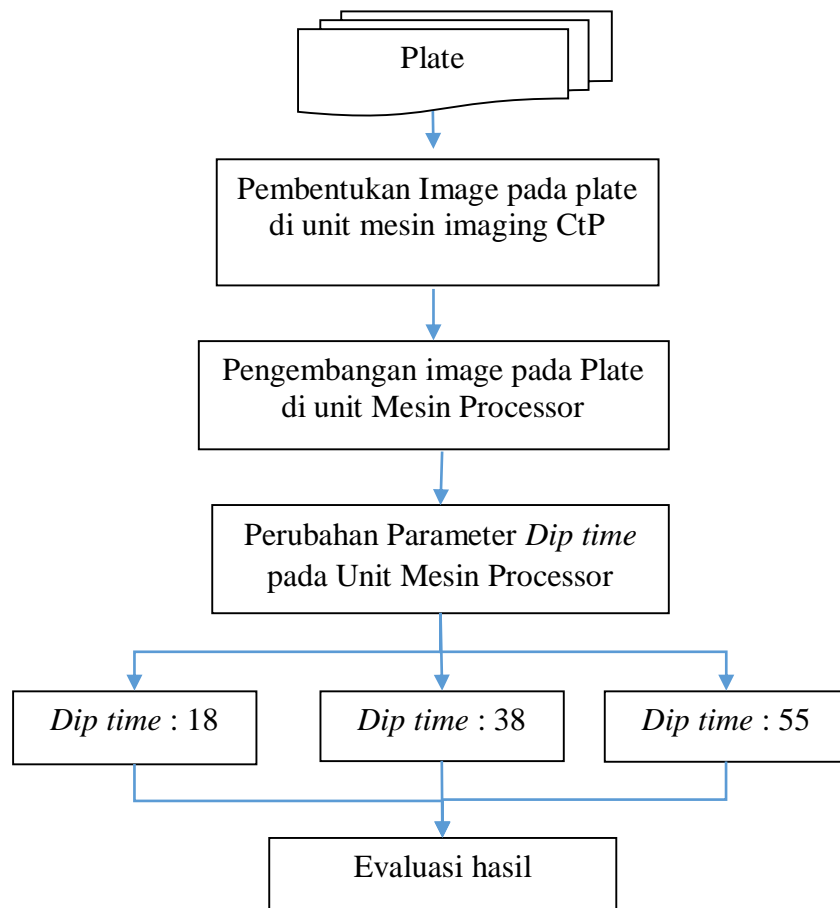 Plate
Pembentukan Image pada plate
di unit mesin imaging CtP
Pengembangan image pada Plate
di unit Mesin Processor
Perubahan Parameter Dip time
pada Unit Mesin Processor
Dip time : 18
Dip time : 38
Dip time : 55
Evaluasi hasil